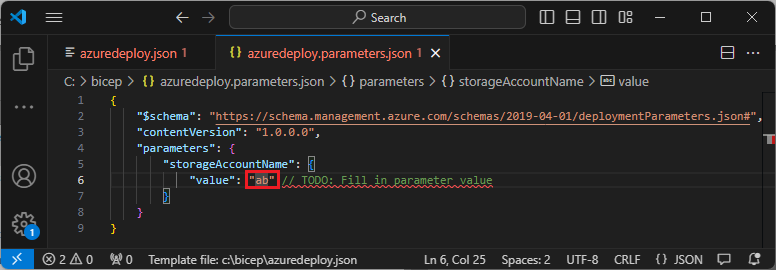 Search
azuredeploy.json 1
azuredeploy.parameters.json 1
C: > bicep > {} azuredeploy.parameters.json > {} parameters > {} storageAccountName > abc value
1 {
2 "$schema": "https://schema.management.azure.com/schemas/2019-04-01/deploymentParameters.json#",
3 "contentVersion": "1.0.0.0",
4 "parameters": {
5 "storageAccountName": {
6 "value": "ab" // TODO: Fill in parameter value
7 }
8 }
9 }
1
2 0 0 Template file: c:\bicep\azuredeploy.json Ln 6, Col 25 Spaces: 2 UTF-8 CRLF {} JSON